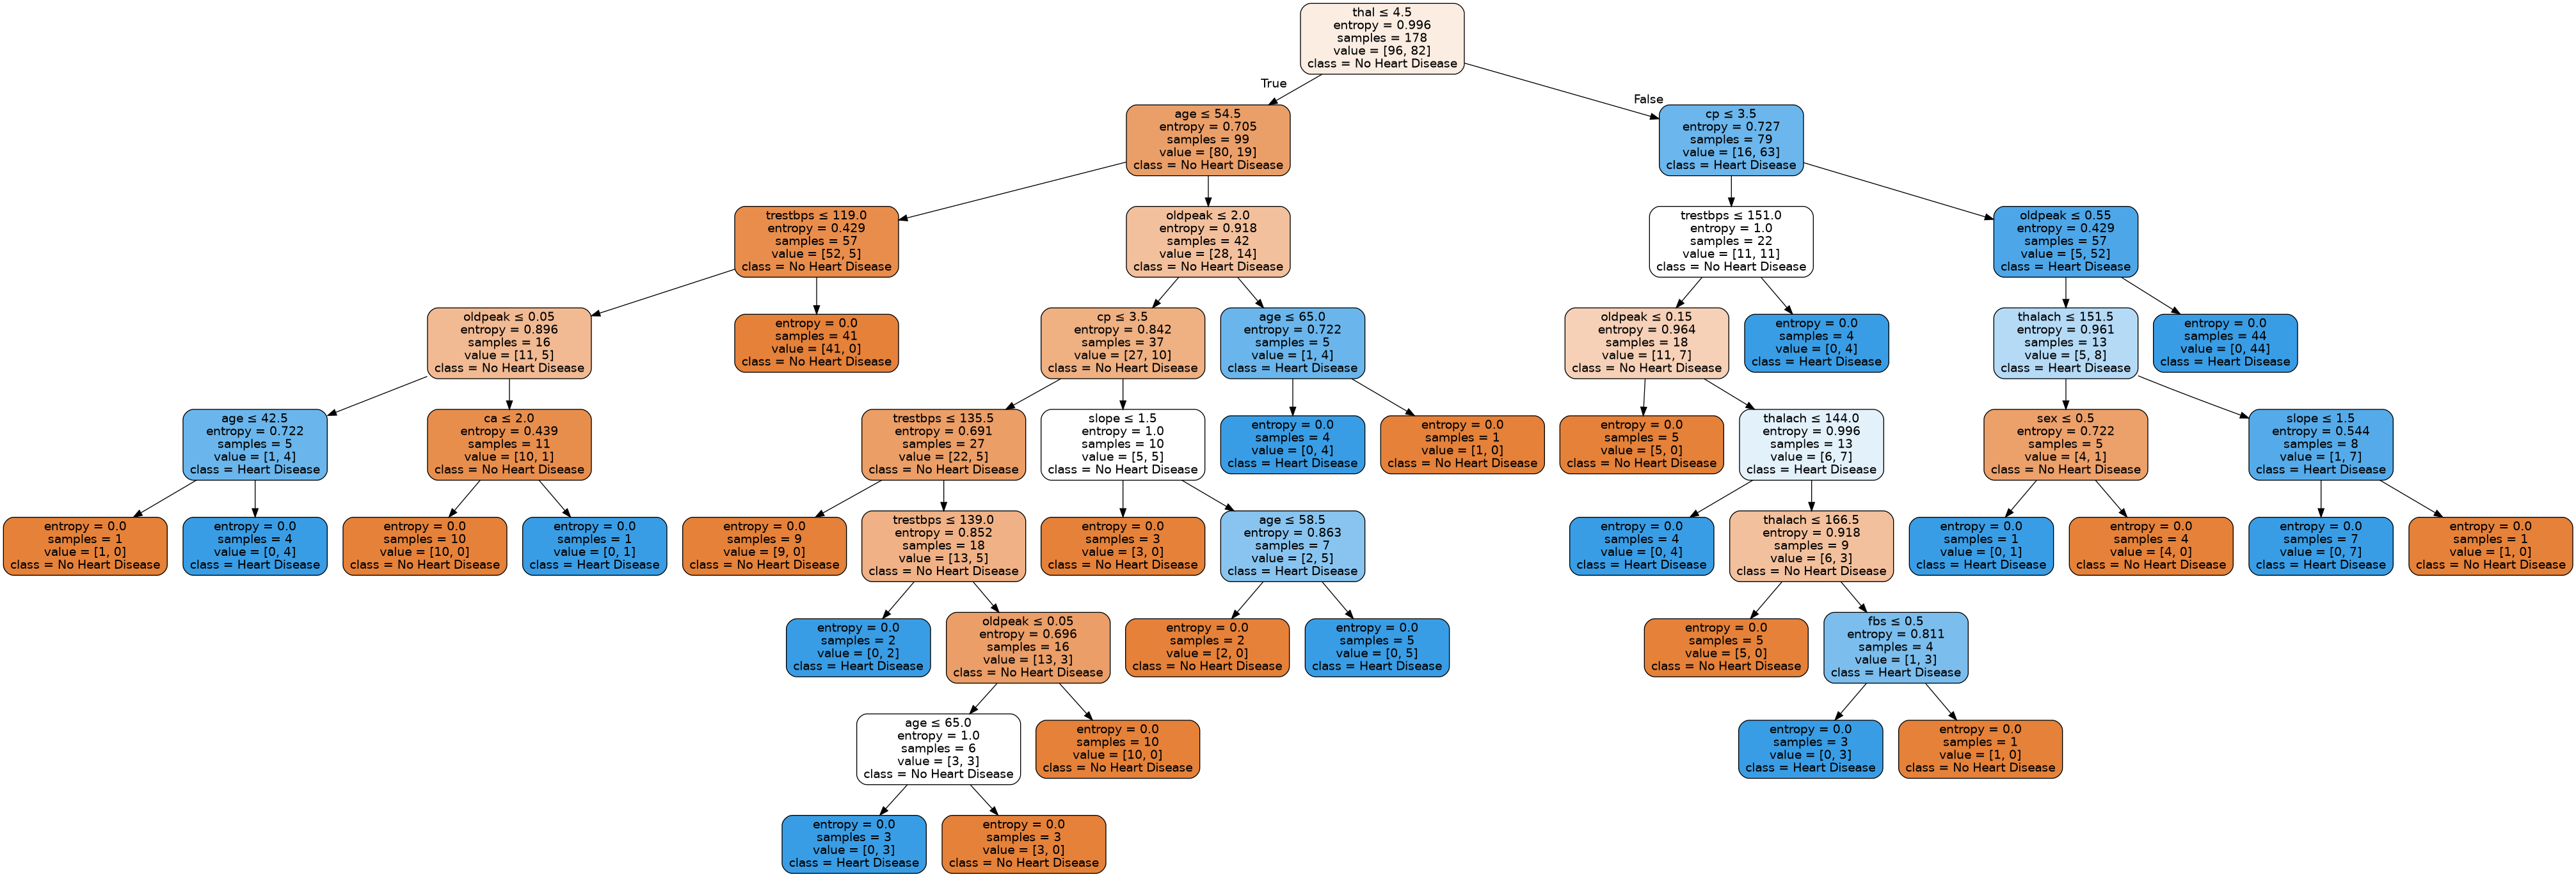 thal ≤ 4.5
entropy = 0.996
samples = 178
value = [96, 82]
class = No Heart Disease
True
False
age ≤ 54.5
entropy = 0.705
samples = 99
value = [80, 19]
class = No Heart Disease
cp ≤ 3.5
entropy = 0.727
samples = 79
value = [16, 63]
class = Heart Disease
trestbps ≤ 119.0
entropy = 0.429
samples = 57
value = [52, 5]
class = No Heart Disease
oldpeak ≤ 2.0
entropy = 0.918
samples = 42
value = [28, 14]
class = No Heart Disease
trestbps ≤ 151.0
entropy = 1.0
samples = 22
value = [11, 11]
class = No Heart Disease
oldpeak ≤ 0.55
entropy = 0.429
samples = 57
value = [5, 52]
class = Heart Disease
oldpeak ≤ 0.05
entropy = 0.896
samples = 16
value = [11, 5]
class = No Heart Disease
entropy = 0.0
samples = 41
value = [41, 0]
class = No Heart Disease
cp ≤ 3.5
entropy = 0.842
samples = 37
value = [27, 10]
class = No Heart Disease
age ≤ 65.0
entropy = 0.722
samples = 5
value = [1, 4]
class = Heart Disease
oldpeak ≤ 0.15
entropy = 0.964
samples = 18
value = [11, 7]
class = No Heart Disease
entropy = 0.0
samples = 4
value = [0, 4]
class = Heart Disease
thalach ≤ 151.5
entropy = 0.961
samples = 13
value = [5, 8]
class = Heart Disease
entropy = 0.0
samples = 44
value = [0, 44]
class = Heart Disease
age ≤ 42.5
entropy = 0.722
samples = 5
value = [1, 4]
class = Heart Disease
ca ≤ 2.0
entropy = 0.439
samples = 11
value = [10, 1]
class = No Heart Disease
trestbps ≤ 135.5
entropy = 0.691
samples = 27
value = [22, 5]
class = No Heart Disease
slope ≤ 1.5
entropy = 1.0
samples = 10
value = [5, 5]
class = No Heart Disease
entropy = 0.0
samples = 4
value = [0, 4]
class = Heart Disease
entropy = 0.0
samples = 1
value = [1, 0]
class = No Heart Disease
entropy = 0.0
samples = 5
value = [5, 0]
class = No Heart Disease
thalach ≤ 144.0
entropy = 0.996
samples = 13
value = [6, 7]
class = Heart Disease
sex ≤ 0.5
entropy = 0.722
samples = 5
value = [4, 1]
class = No Heart Disease
slope ≤ 1.5
entropy = 0.544
samples = 8
value = [1, 7]
class = Heart Disease
entropy = 0.0
samples = 1
value = [1, 0]
class = No Heart Disease
entropy = 0.0
samples = 4
value = [0, 4]
class = Heart Disease
entropy = 0.0
samples = 10
value = [10, 0]
class = No Heart Disease
entropy = 0.0
samples = 1
value = [0, 1]
class = Heart Disease
entropy = 0.0
samples = 9
value = [9, 0]
class = No Heart Disease
trestbps ≤ 139.0
entropy = 0.852
samples = 18
value = [13, 5]
class = No Heart Disease
entropy = 0.0
samples = 3
value = [3, 0]
class = No Heart Disease
age ≤ 58.5
entropy = 0.863
samples = 7
value = [2, 5]
class = Heart Disease
entropy = 0.0
samples = 4
value = [0, 4]
class = Heart Disease
thalach ≤ 166.5
entropy = 0.918
samples = 9
value = [6, 3]
class = No Heart Disease
entropy = 0.0
samples = 1
value = [0, 1]
class = Heart Disease
entropy = 0.0
samples = 4
value = [4, 0]
class = No Heart Disease
entropy = 0.0
samples = 7
value = [0, 7]
class = Heart Disease
entropy = 0.0
samples = 1
value = [1, 0]
class = No Heart Disease
entropy = 0.0
samples = 2
value = [0, 2]
class = Heart Disease
oldpeak ≤ 0.05
entropy = 0.696
samples = 16
value = [13, 3]
class = No Heart Disease
entropy = 0.0
samples = 2
value = [2, 0]
class = No Heart Disease
entropy = 0.0
samples = 5
value = [0, 5]
class = Heart Disease
entropy = 0.0
samples = 5
value = [5, 0]
class = No Heart Disease
fbs ≤ 0.5
entropy = 0.811
samples = 4
value = [1, 3]
class = Heart Disease
age ≤ 65.0
entropy = 1.0
samples = 6
value = [3, 3]
class = No Heart Disease
entropy = 0.0
samples = 10
value = [10, 0]
class = No Heart Disease
entropy = 0.0
samples = 3
value = [0, 3]
class = Heart Disease
entropy = 0.0
samples = 1
value = [1, 0]
class = No Heart Disease
entropy = 0.0
samples = 3
value = [0, 3]
class = Heart Disease
entropy = 0.0
samples = 3
value = [3, 0]
class = No Heart Disease